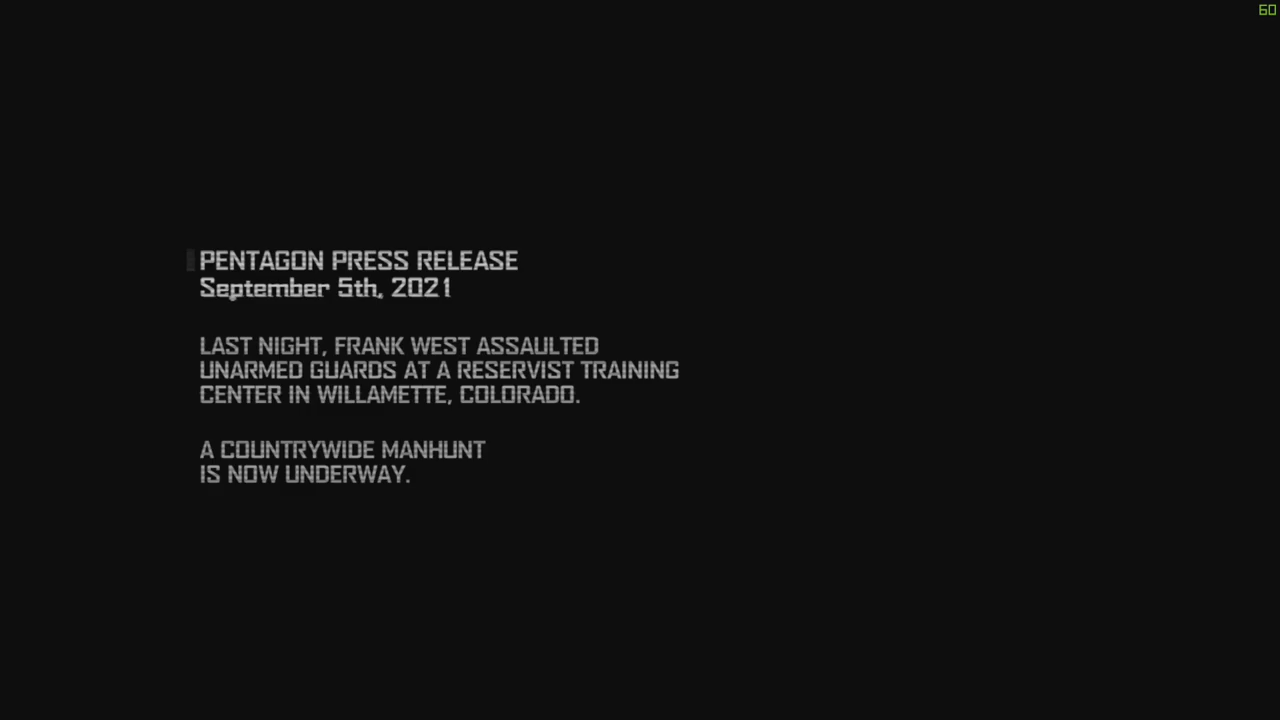 60
PENTAGON PRESS RELEASE
September 5th, 2021
LAST NIGHT, FRANK WEST ASSAULTED
UNARMED GUARDS AT A RESERVIST TRAINING
CENTER IN WILLAMETTE, COLORADO.
A COUNTRYWIDE MANHUNT
IS NOW UNDERWAY.